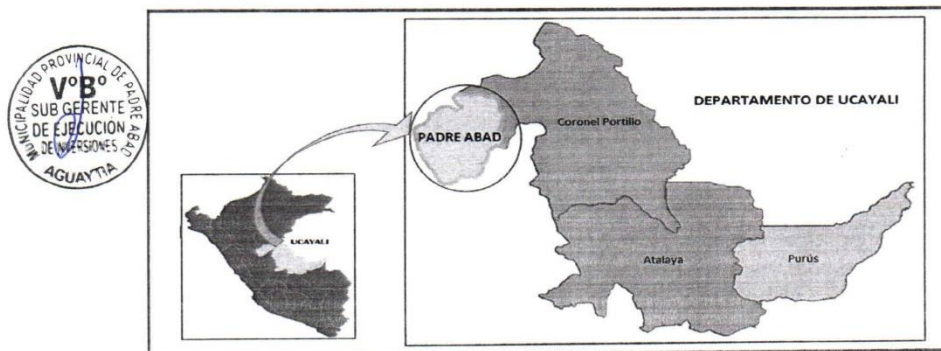 MUNICIPALIDAD PROVINCIAL DE PADRE ABAD
V°B°
SUB GERENTE
DE EJECUCIÓN
DE INVERSIONES
AGUAYTIA
DEPARTAMENTO DE UCAYALI
Coronel Portillo
PADRE ABAD
UCAYALI
Atalaya
Purús